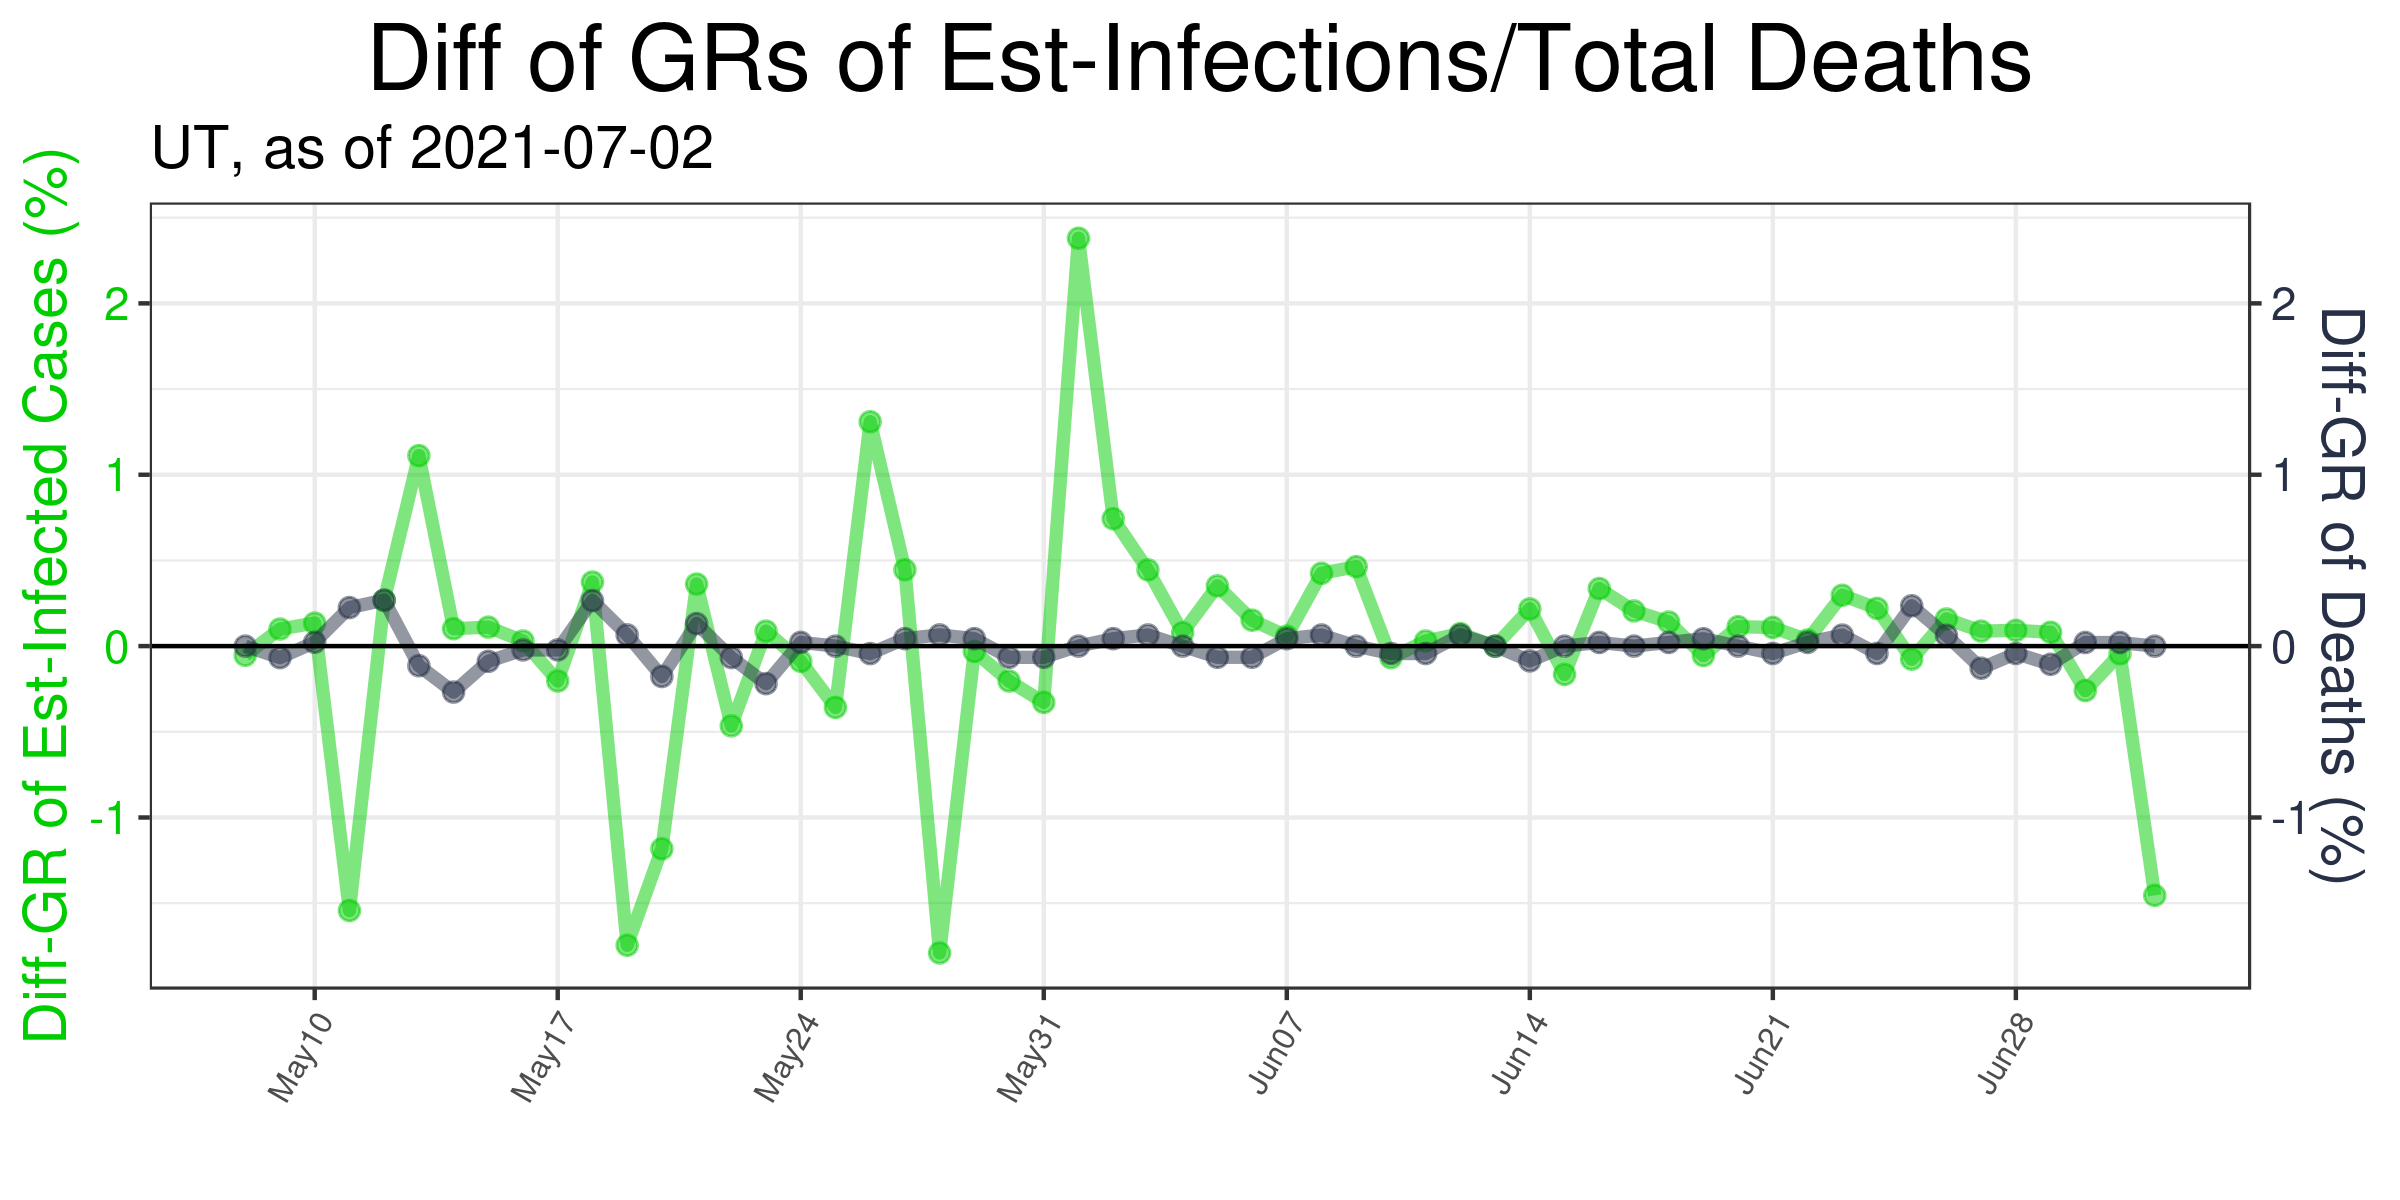 Diff of GRs of Est-Infections/Total Deaths
UT, as of 2021-07-02
Diff-GR of Est-Infected Cases (%)
2
1
0
-1
2
1
0
-1
Diff-GR of Deaths (%)
May10
May17
May24
May31
Jun07
Jun14
Jun21
Jun28